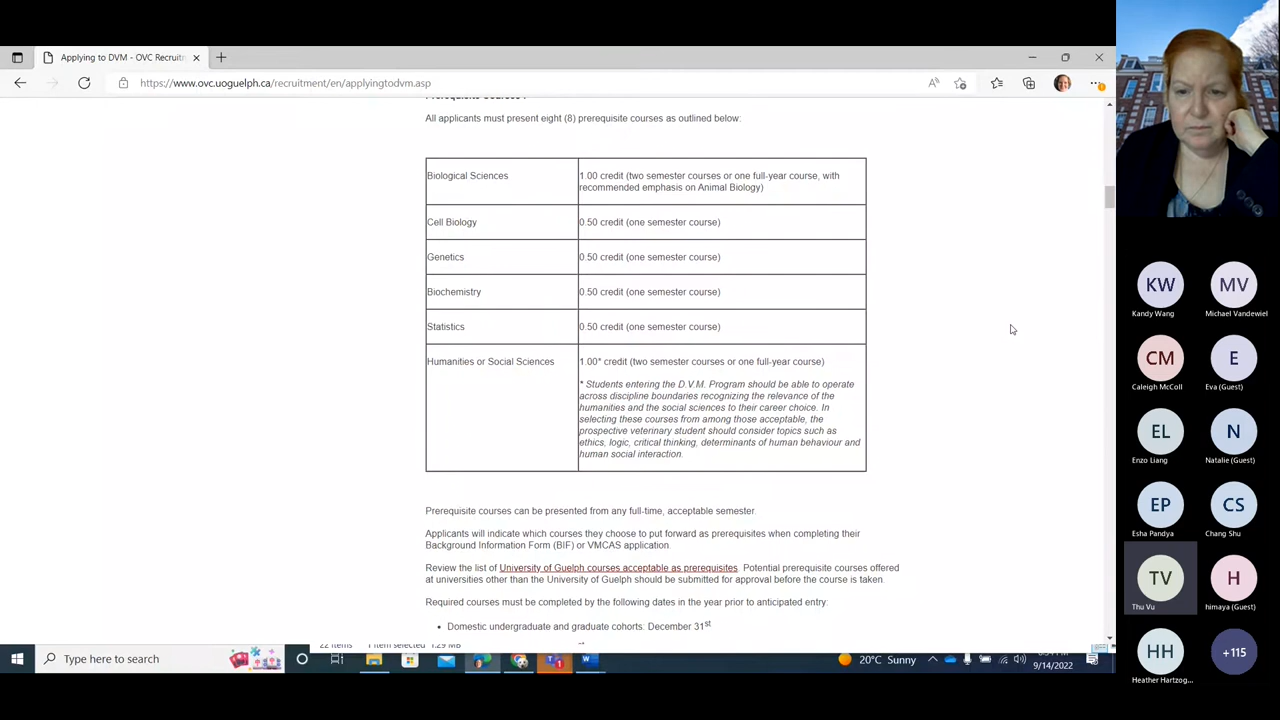 Applying to DVM - OVC Recruitm
https://www.ovc.uoguelph.ca/recruitment/en/applyingtodvm.asp
All applicants must present eight (8) prerequisite courses as outlined below:
Biological Sciences
1.00 credit (two semester courses or one full-year course, with
recommended emphasis on Animal Biology)
Cell Biology
0.50 credit (one semester course)
Genetics
0.50 credit (one semester course)
Biochemistry
0.50 credit (one semester course)
Statistics
0.50 credit (one semester course)
Humanities or Social Sciences
1.00* credit (two semester courses or one full-year course)
* Students entering the D.V.M. Program should be able to operate
across discipline boundaries recognizing the relevance of the
humanities and the social sciences to their career choice. In
selecting these courses from among those acceptable, the
prospective veterinary student should consider topics such as
ethics, logic, critical thinking, determinants of human behaviour and
human social interaction.
Prerequisite courses can be presented from any full-time, acceptable semester.
Applicants will indicate which courses they choose to put forward as prerequisites when completing their
Background Information Form (BIF) or VMCAS application.
Review the list of University of Guelph courses acceptable as prerequisites. Potential prerequisite courses offered
at universities other than the University of Guelph should be submitted for approval before the course is taken.
Required courses must be completed by the following dates in the year prior to anticipated entry:
• Domestic undergraduate and graduate cohorts: December 31st
22 items 1 item selected 1.29 MB
Type here to search
20°C Sunny
9/14/2022
KW
Kandy Wang
MV
Michael Vandewiel
CM
Caleigh McColl
E
Eva (Guest)
EL
Enzo Liang
N
Natalie (Guest)
EP
Esha Pandya
CS
Chang Shu
TV
Thu Vu
H
himaya (Guest)
HH
Heather Hartzog...
+115